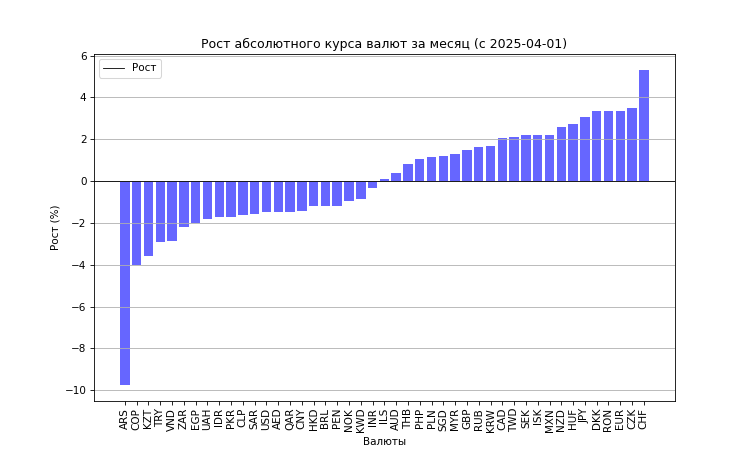 Рост абсолютного курса валют за месяц (с 2025-04-01)
Рост
6
4
2
0
−2
−4
−6
−8
−10
Рост (%)
ARS COP KZT TRY VND ZAR EGP UAH IDR PKR CLP SAR USD AED QAR CNY HKD BRL PEN NOK KWD INR ILS AUD THB PHP PLN SGD MYR GBP RUB KRW CAD TWD SEK ISK MXN NZD HUF JPY DKK RON EUR CZK CHF
Валюты